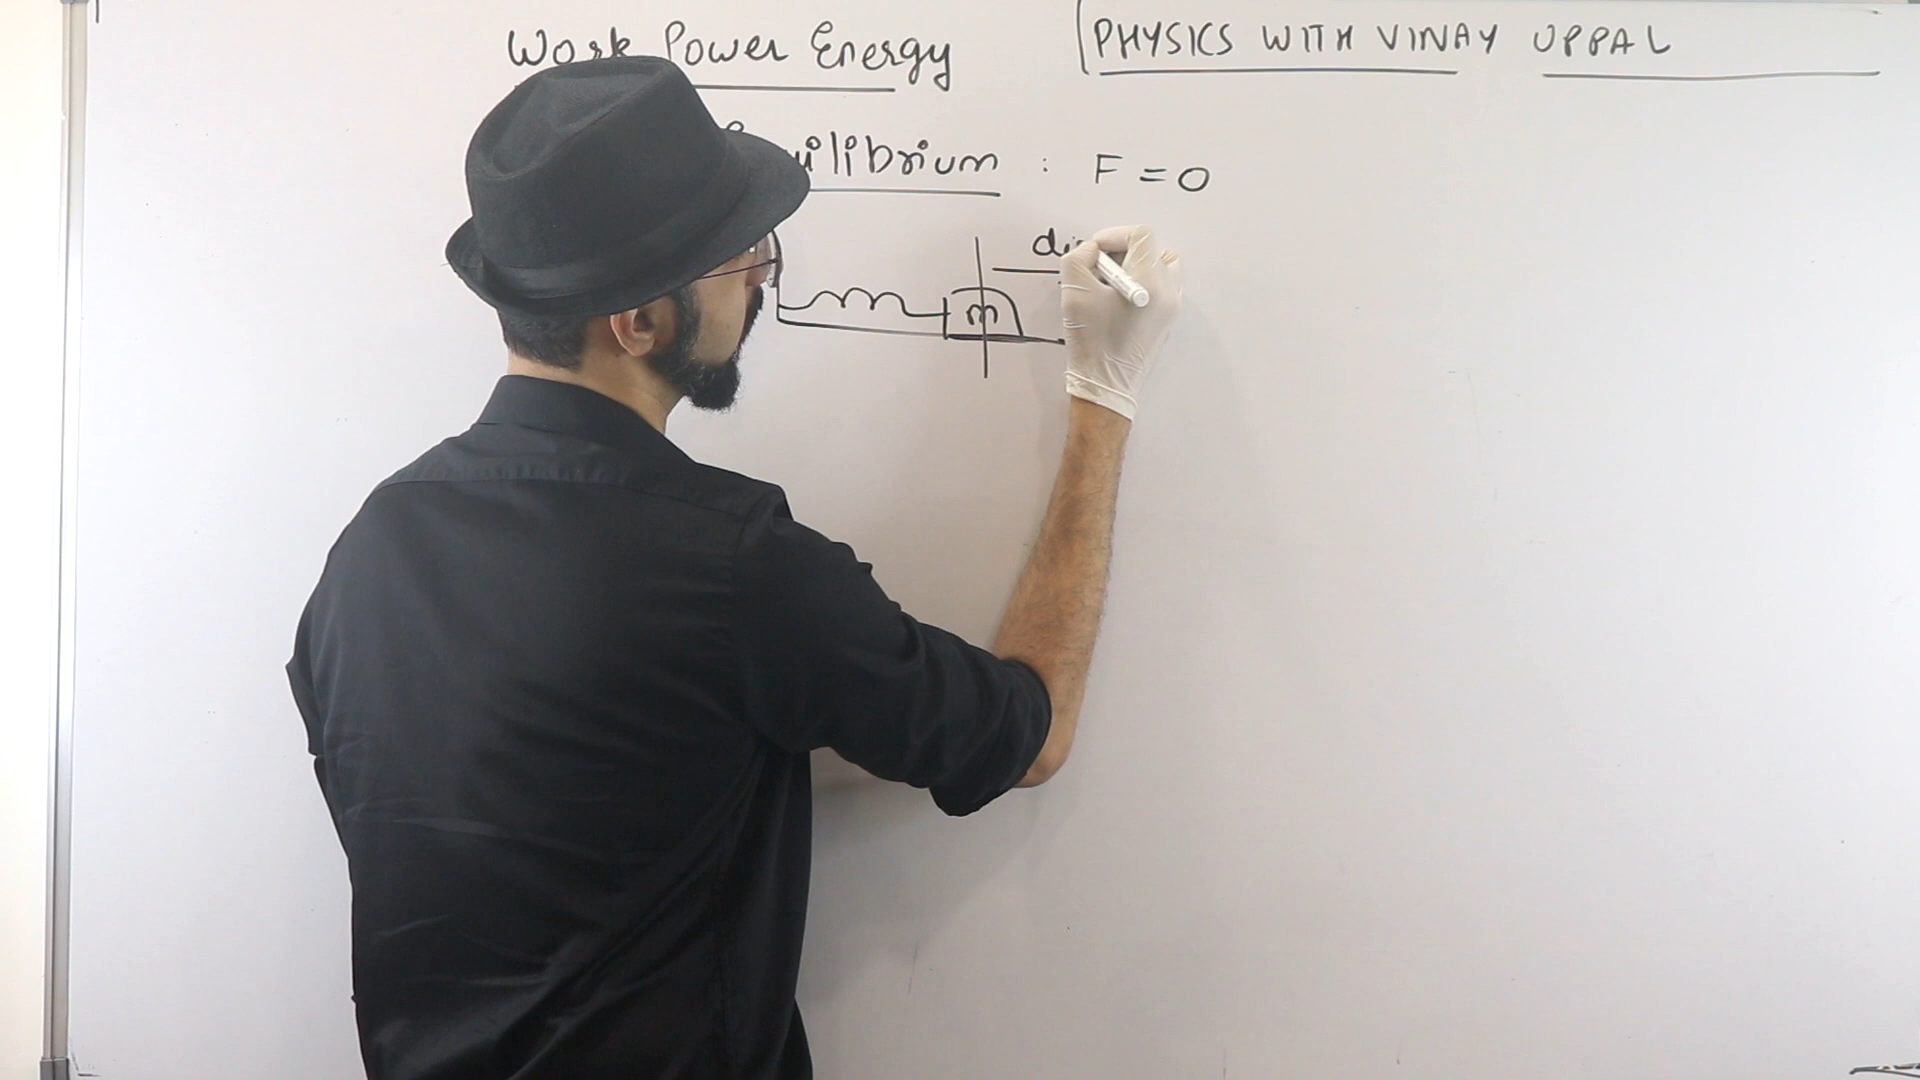 Work Power Energy
PHYSICS WITH VINAY UPPAL
uilibrium : F = 0
m